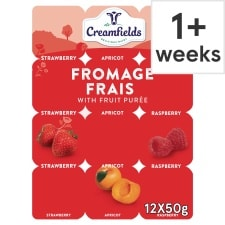 Creamfields
1+
weeks
STRAWBERRY APRICOT RASPBERRY
FROMAGE
FRAIS
WITH FRUIT PURÉE
STRAWBERRY APRICOT RASPBERRY
12X50g
STRAWBERRY APRICOT RASPBERRY